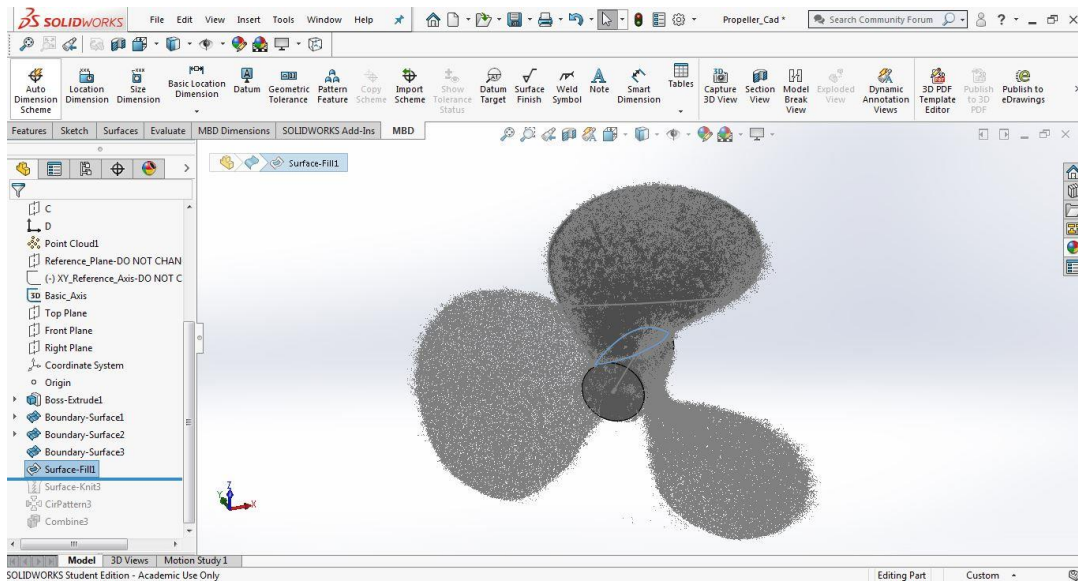 SOLIDWORKS File Edit View Insert Tools Window Help Propeller_Cad * Search Community Forum
Auto Dimension Scheme
Location Dimension
Size Dimension
Basic Location Dimension
Datum
Geometric Tolerance
Pattern Feature
Copy Scheme
Import Scheme
Show Tolerance Status
Datum Target
Surface Finish
Weld Symbol
Note
Smart Dimension
Tables
Capture 3D View
Section View
Model Break View
Exploded View
Dynamic Annotation Views
3D PDF Template Editor
Publish to 3D PDF
Publish to eDrawings
Features Sketch Surfaces Evaluate MBD Dimensions SOLIDWORKS Add-Ins MBD
Surface-Fill1
C
D
Point Cloud1
Reference_Plane-DO NOT CHAN
(-) XY_Reference_Axis-DO NOT C
3D Basic_Axis
Top Plane
Front Plane
Right Plane
Coordinate System
Origin
Boss-Extrude1
Boundary-Surface1
Boundary-Surface2
Boundary-Surface3
Surface-Fill1
Surface-Knit3
CirPattern3
Combine3
Z
Y
X
Model 3D Views Motion Study 1
SOLIDWORKS Student Edition - Academic Use Only Editing Part Custom